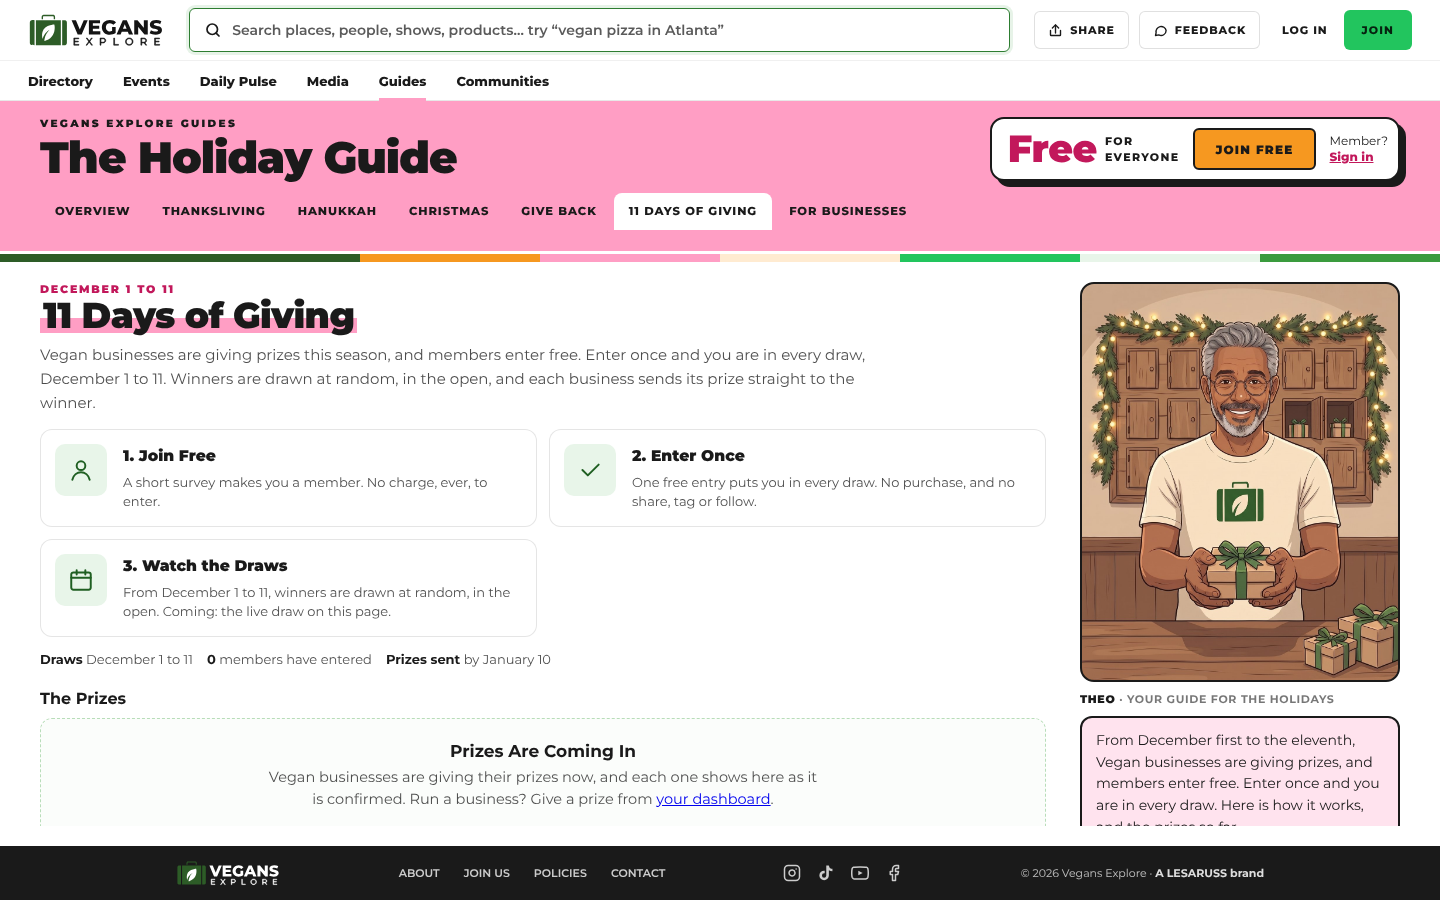 VEGANS
EXPLORE
Search places, people, shows, products... try “vegan pizza in Atlanta”
SHARE
FEEDBACK
LOG IN
JOIN
Directory
Events
Daily Pulse
Media
Guides
Communities
VEGANS EXPLORE GUIDES
The Holiday Guide
Free
FOR
EVERYONE
JOIN FREE
Member?
Sign in
OVERVIEW
THANKSLIVING
HANUKKAH
CHRISTMAS
GIVE BACK
11 DAYS OF GIVING
FOR BUSINESSES
DECEMBER 1 TO 11
11 Days of Giving
Vegan businesses are giving prizes this season, and members enter free. Enter once and you are in every draw,
December 1 to 11. Winners are drawn at random, in the open, and each business sends its prize straight to the
winner.
1. Join Free
A short survey makes you a member. No charge, ever, to
enter.
2. Enter Once
One free entry puts you in every draw. No purchase, and no
share, tag or follow.
3. Watch the Draws
From December 1 to 11, winners are drawn at random, in the
open. Coming: the live draw on this page.
Draws December 1 to 11 0 members have entered Prizes sent by January 10
The Prizes
Prizes Are Coming In
Vegan businesses are giving their prizes now, and each one shows here as it
is confirmed. Run a business? Give a prize from your dashboard.
THEO · YOUR GUIDE FOR THE HOLIDAYS
From December first to the eleventh,
Vegan businesses are giving prizes, and
members enter free. Enter once and you
are in every draw. Here is how it works,
and the prizes so far.
VEGANS
EXPLORE
ABOUT
JOIN US
POLICIES
CONTACT
© 2026 Vegans Explore · A LESARUSS brand